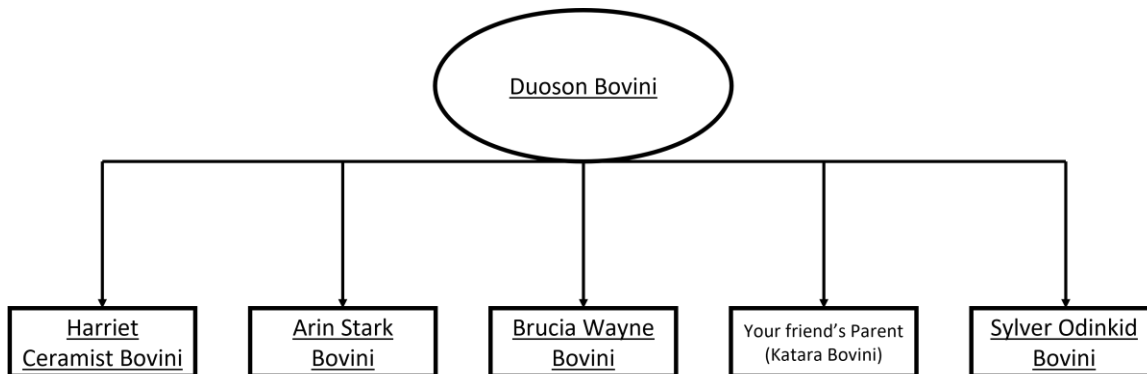 Duoson Bovini
Harriet
Ceramist Bovini
Arin Stark
Bovini
Brucia Wayne
Bovini
Your friend’s Parent
(Katara Bovini)
Sylver Odinkid
Bovini